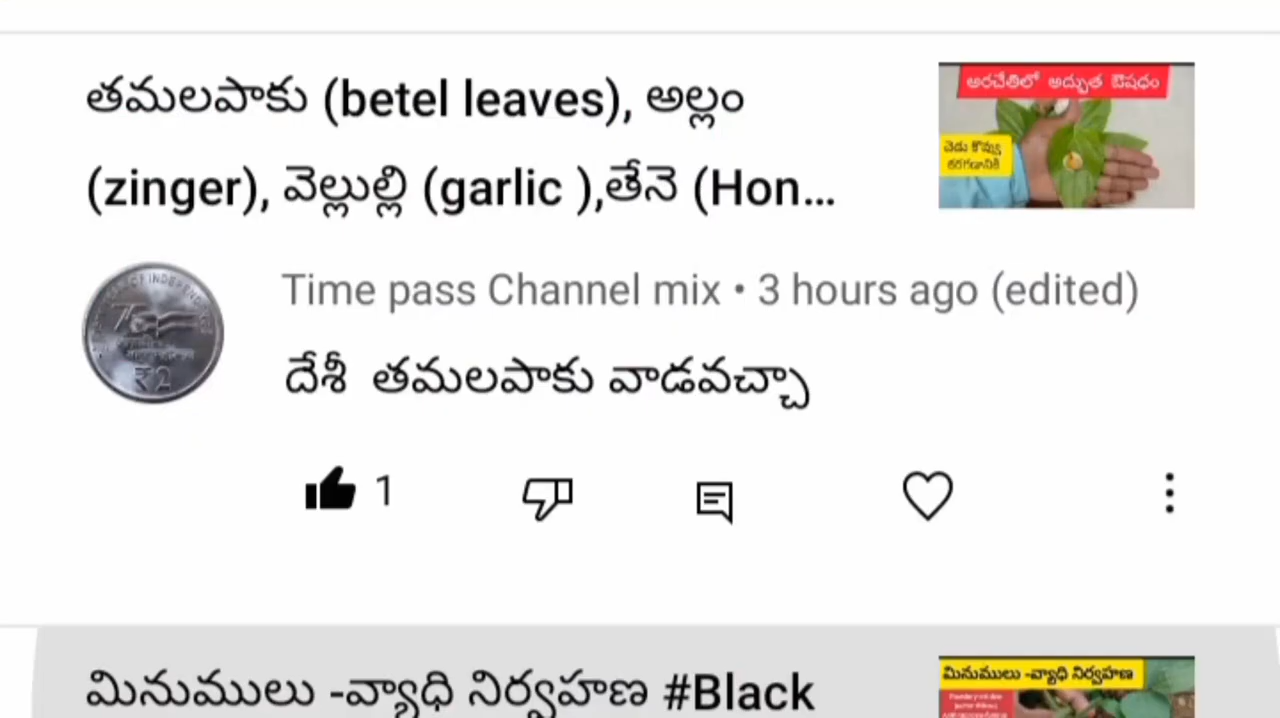 తమలపాకు (betel leaves), అల్లం
(zinger), వెల్లుల్లి (garlic ),తేనే (Hon...
అరచేతిలో అద్భుత ఔషధం
చెడు కొవ్వు
కరగడానికి
Time pass Channel mix • 3 hours ago (edited)
₹2
దేశీ తమలపాకు వాడవచ్చా
1
మినుములు -వ్యాధి నిర్వహణ #Black
మినుములు -వ్యాధి నిర్వహణ